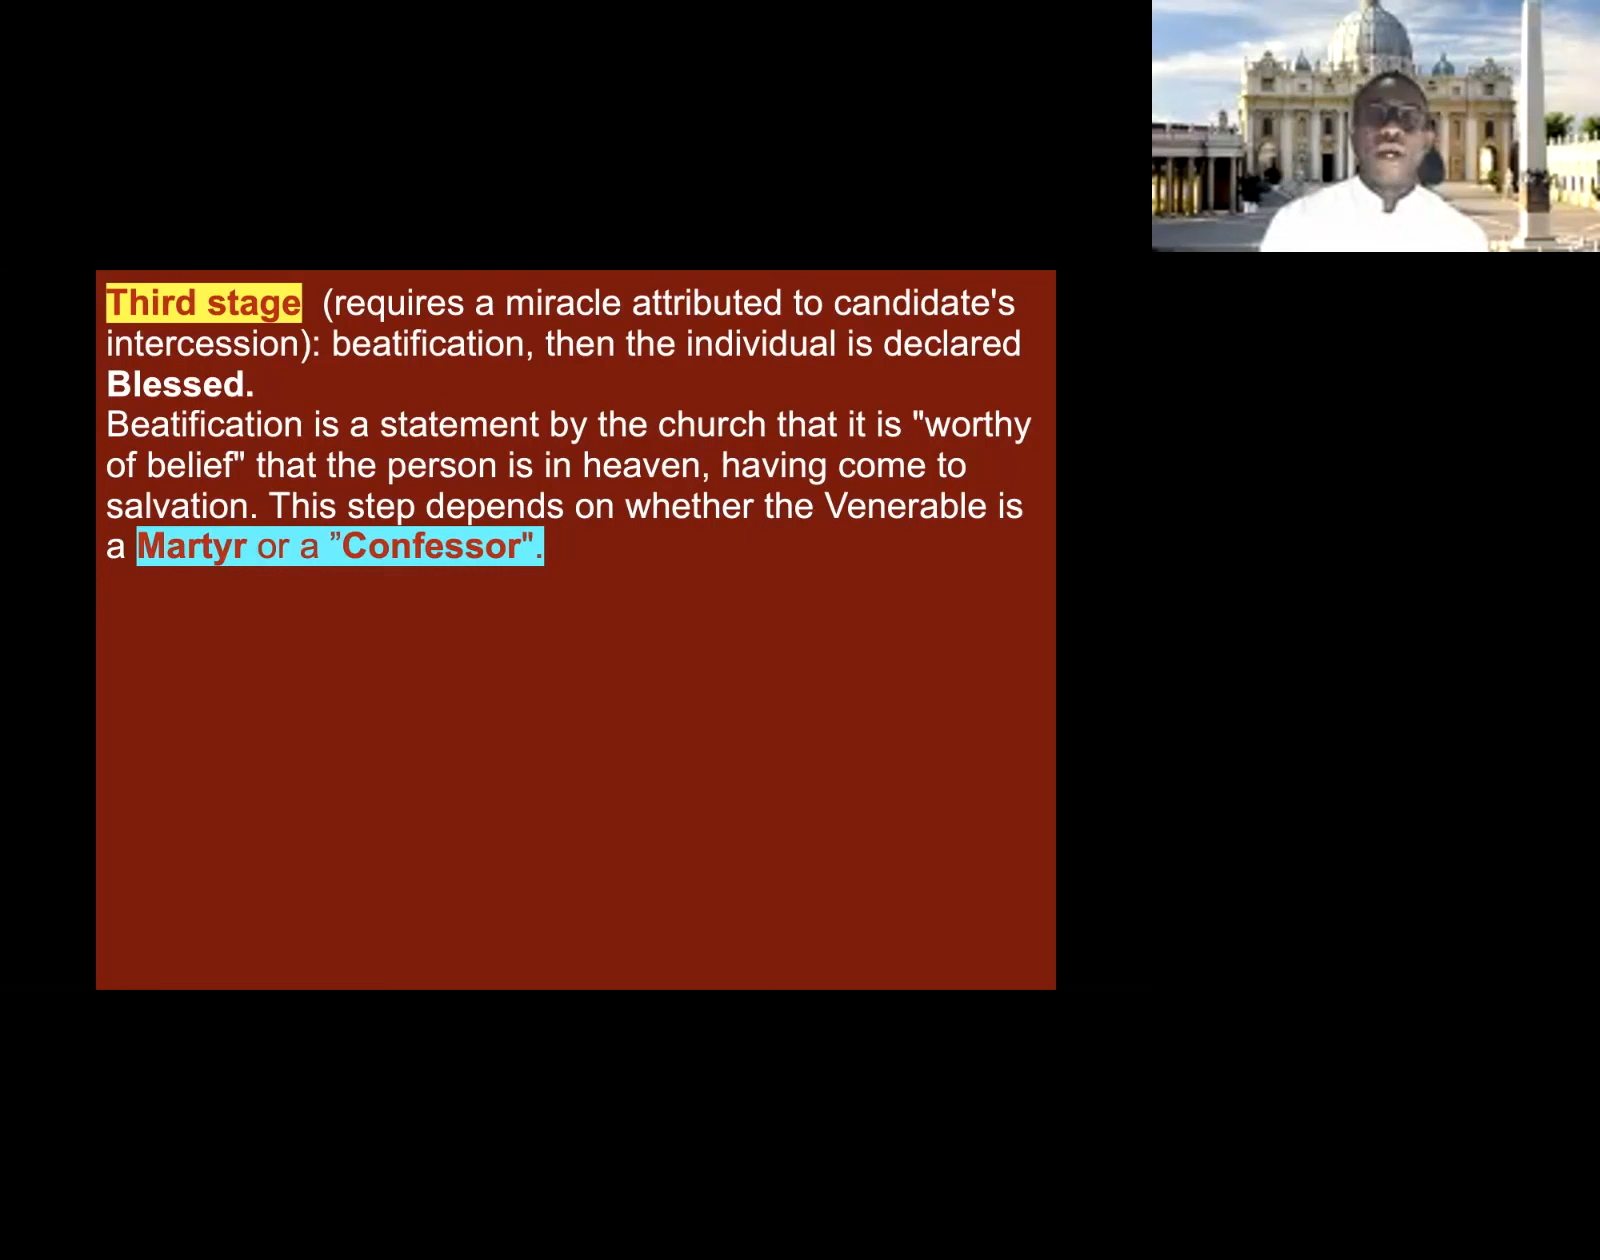 Third stage  (requires a miracle attributed to candidate's
intercession): beatification, then the individual is declared
Blessed.
Beatification is a statement by the church that it is "worthy
of belief" that the person is in heaven, having come to
salvation. This step depends on whether the Venerable is
a Martyr or a ”Confessor".